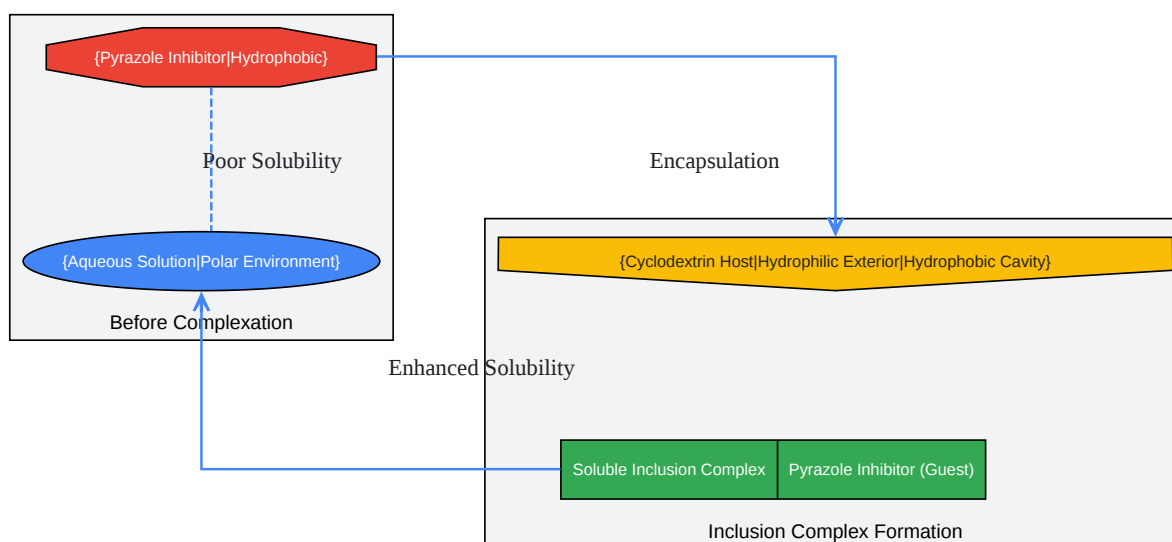 {Pyrazole Inhibitor|Hydrophobic}
Poor Solubility
Encapsulation
{Aqueous Solution|Polar Environment}
{Cyclodextrin Host|Hydrophilic Exterior|Hydrophobic Cavity}
Before Complexation
Enhanced Solubility
Soluble Inclusion Complex
Pyrazole Inhibitor (Guest)
Inclusion Complex Formation